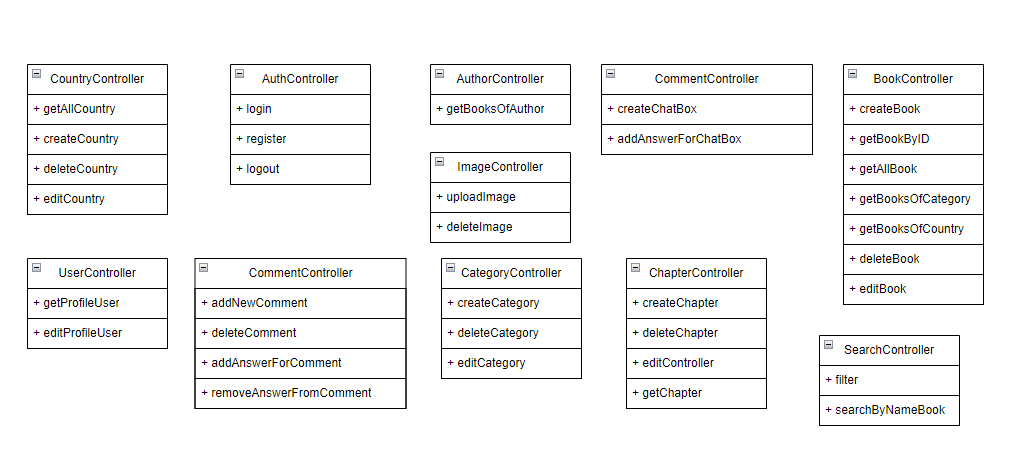 CountryController
+ getAllCountry
+ createCountry
+ deleteCountry
+ editCountry
AuthController
+ login
+ register
+ logout
AuthorController
+ getBooksOfAuthor
CommentController
+ createChatBox
+ addAnswerForChatBox
BookController
+ createBook
+ getBookByID
+ getAllBook
+ getBooksOfCategory
+ getBooksOfCountry
+ deleteBook
+ editBook
ImageController
+ uploadImage
+ deleteImage
UserController
+ getProfileUser
+ editProfileUser
CommentController
+ addNewComment
+ deleteComment
+ addAnswerForComment
+ removeAnswerFromComment
CategoryController
+ createCategory
+ deleteCategory
+ editCategory
ChapterController
+ createChapter
+ deleteChapter
+ editController
+ getChapter
SearchController
+ filter
+ searchByNameBook